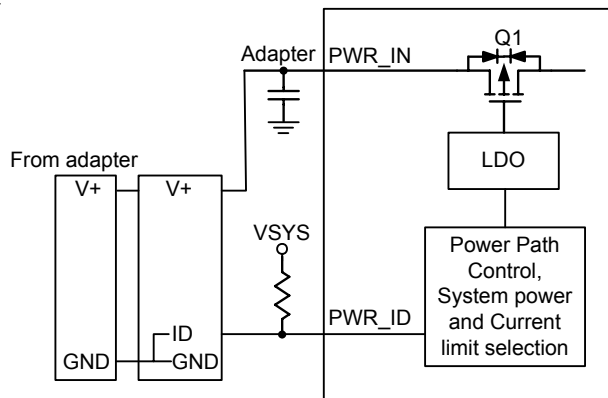 Q1
Adapter
PWR_IN
LDO
From adapter
V+
V+
VSYS
Power Path
Control,
System power
and Current
limit selection
PWR_ID
ID
GND
GND